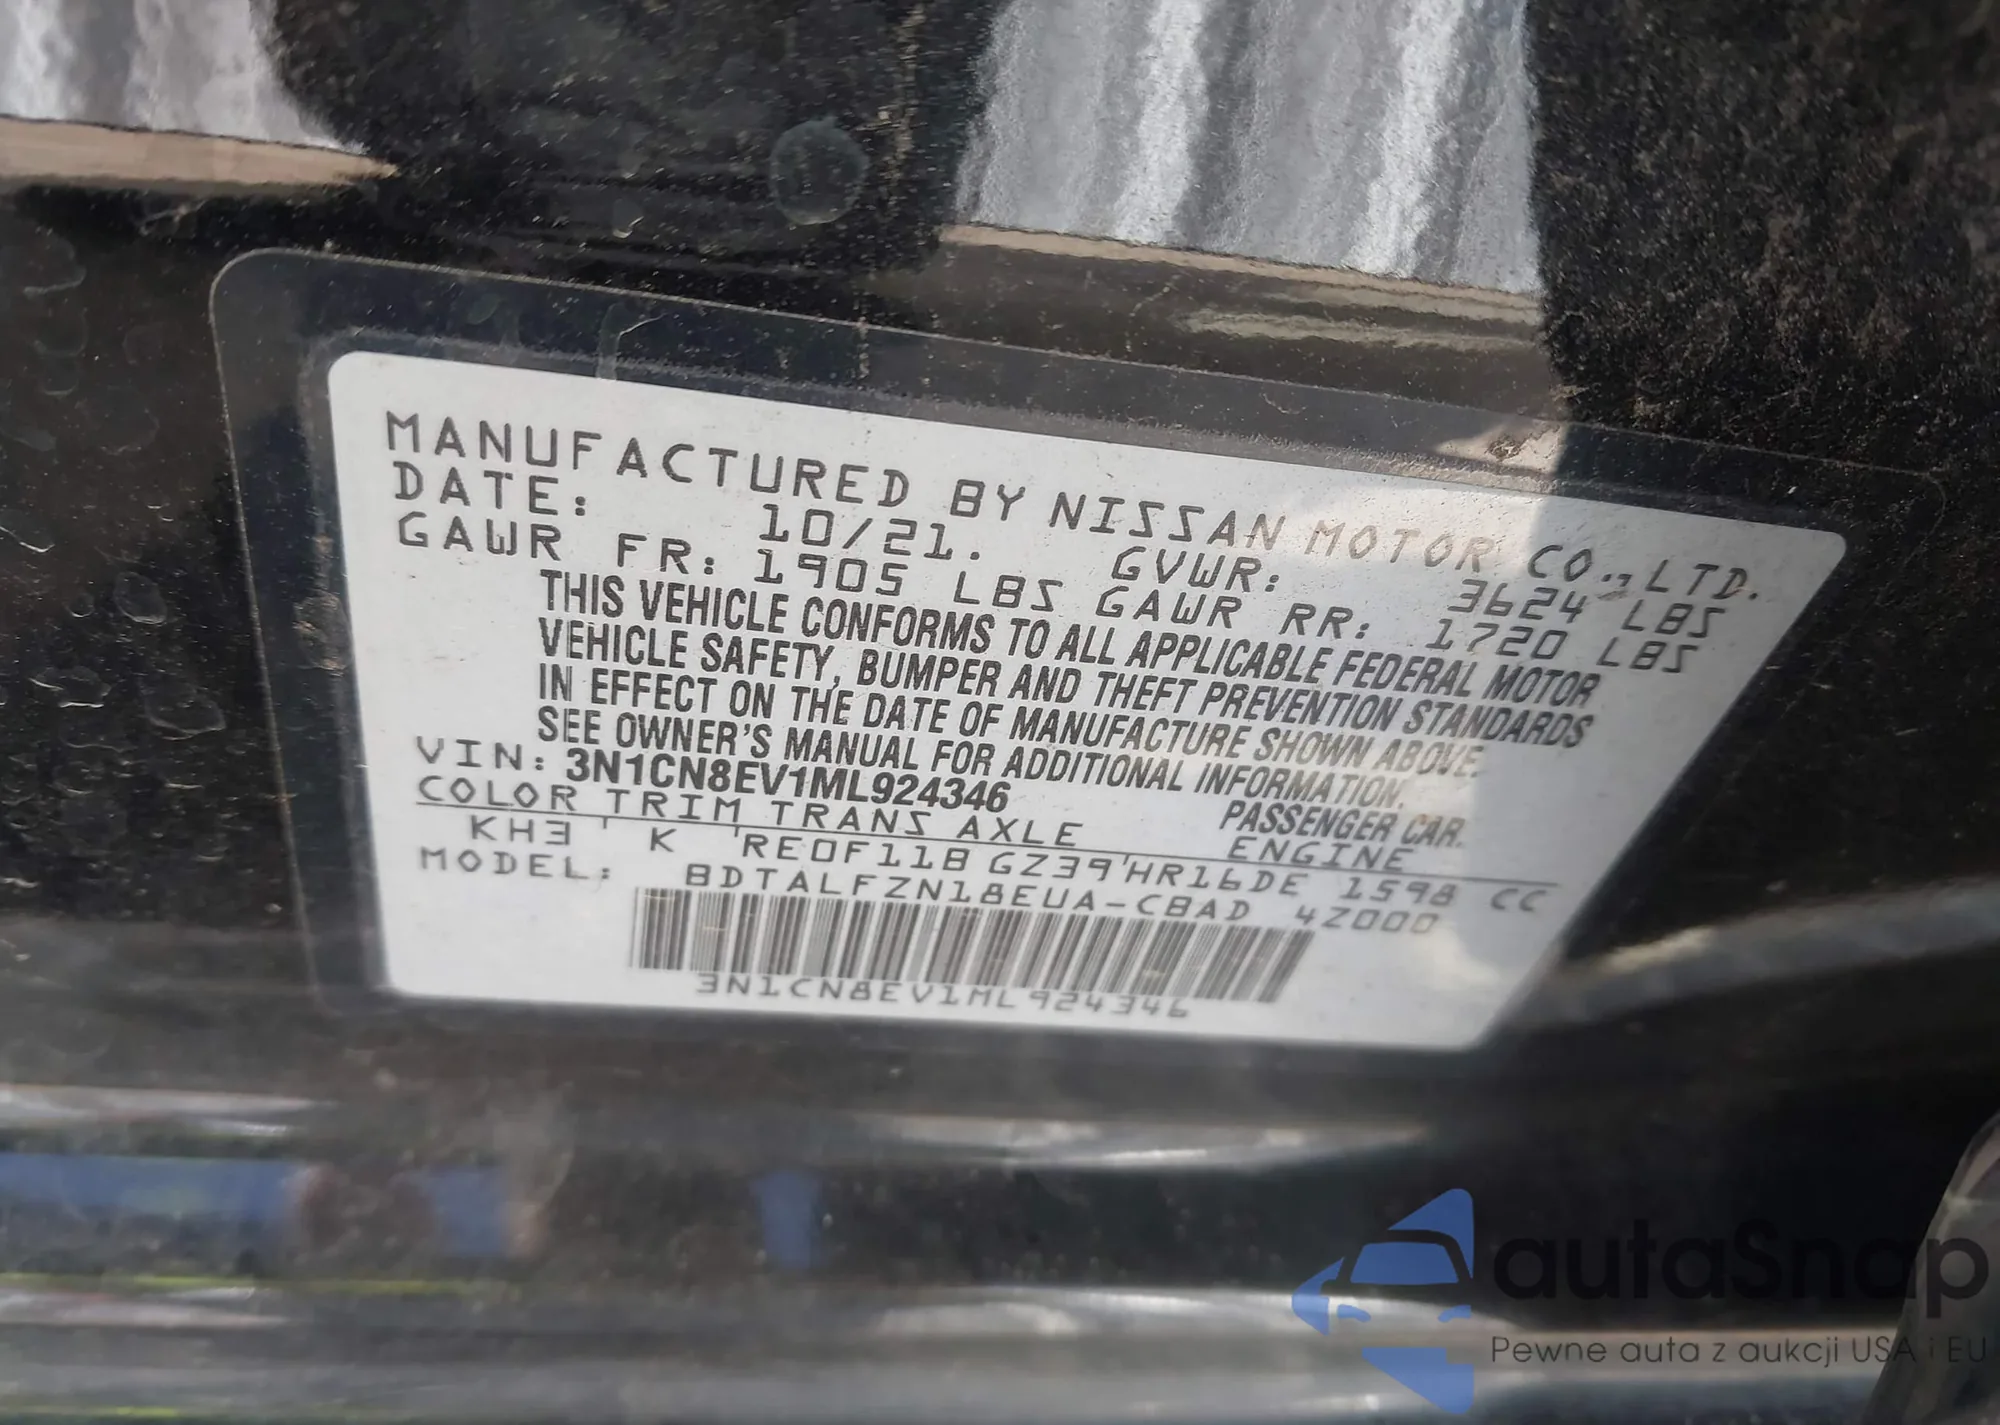 MANUFACTURED BY NISSAN MOTOR CO.,LTD.
DATE: 10/21. GVWR: 3624 LBS
GAWR FR: 1905 LBS GAWR RR: 1720 LBS
THIS VEHICLE CONFORMS TO ALL APPLICABLE FEDERAL MOTOR
VEHICLE SAFETY, BUMPER AND THEFT PREVENTION STANDARDS
IN EFFECT ON THE DATE OF MANUFACTURE SHOWN ABOVE.
SEE OWNER'S MANUAL FOR ADDITIONAL INFORMATION.
VIN: 3N1CN8EV1ML924346 PASSENGER CAR.
COLOR TRIM TRANS AXLE ENGINE
KH3 ' K 'RE0F11B GZ39'HR16DE 1598 CC
MODEL: BDTALFZN18EUA-CBAD 4Z000
3N1CN8EV1ML924346
autaSnap
Pewne auta z aukcji USA i EU